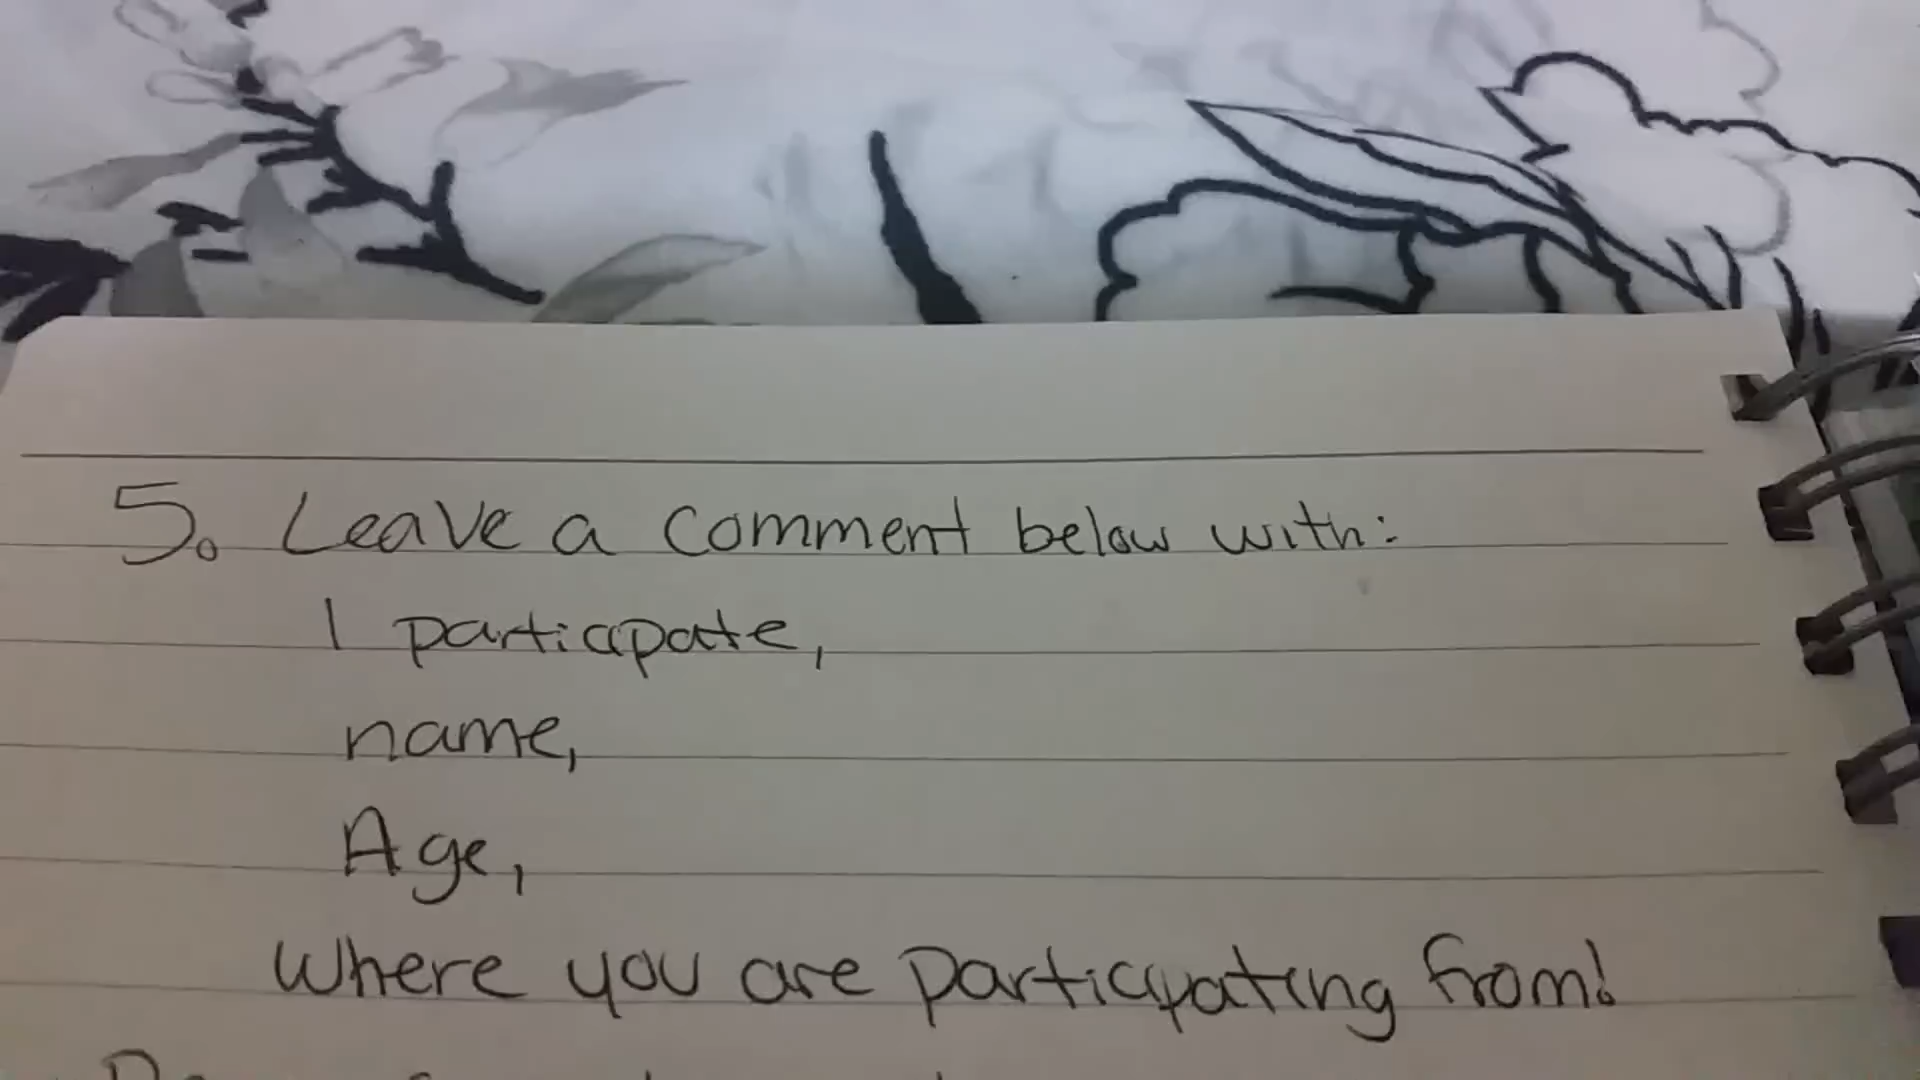 5. Leave a comment below with:
I participate,
name,
Age,
Where you are participating from!